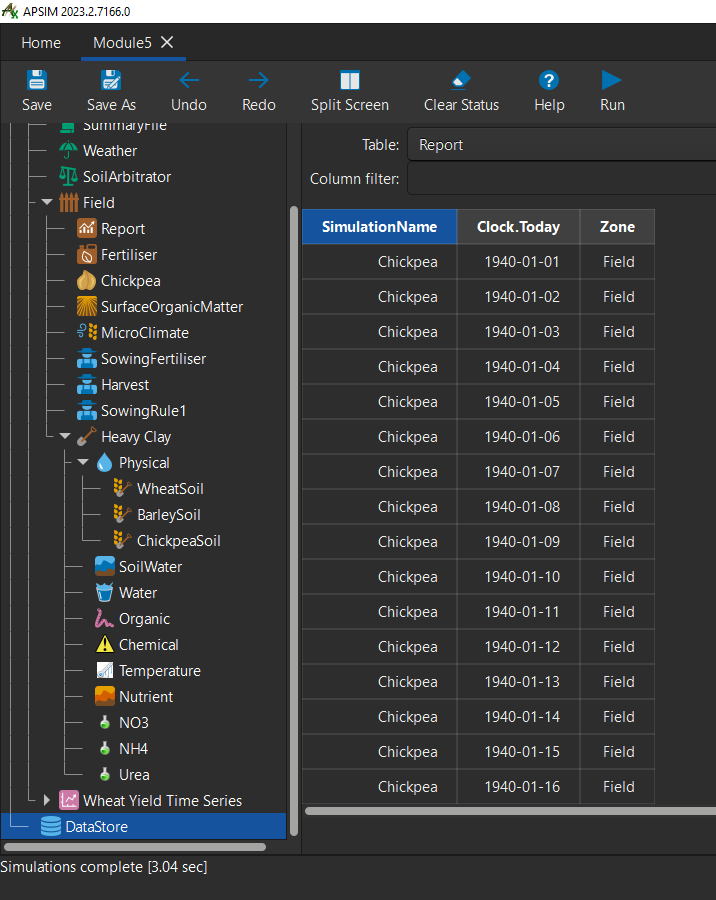 APSIM 2023.2.7166.0
Home Module5
Save Save As Undo Redo Split Screen Clear Status Help Run
SummaryFile
Weather
SoilArbitrator
Field
Report
Fertiliser
Chickpea
SurfaceOrganicMatter
MicroClimate
SowingFertiliser
Harvest
SowingRule1
Heavy Clay
Physical
WheatSoil
BarleySoil
ChickpeaSoil
SoilWater
Water
Organic
Chemical
Temperature
Nutrient
NO3
NH4
Urea
Wheat Yield Time Series
DataStore
Table: Report
Column filter:
SimulationName Clock.Today Zone
Chickpea 1940-01-01 Field
Chickpea 1940-01-02 Field
Chickpea 1940-01-03 Field
Chickpea 1940-01-04 Field
Chickpea 1940-01-05 Field
Chickpea 1940-01-06 Field
Chickpea 1940-01-07 Field
Chickpea 1940-01-08 Field
Chickpea 1940-01-09 Field
Chickpea 1940-01-10 Field
Chickpea 1940-01-11 Field
Chickpea 1940-01-12 Field
Chickpea 1940-01-13 Field
Chickpea 1940-01-14 Field
Chickpea 1940-01-15 Field
Chickpea 1940-01-16 Field
Simulations complete [3.04 sec]